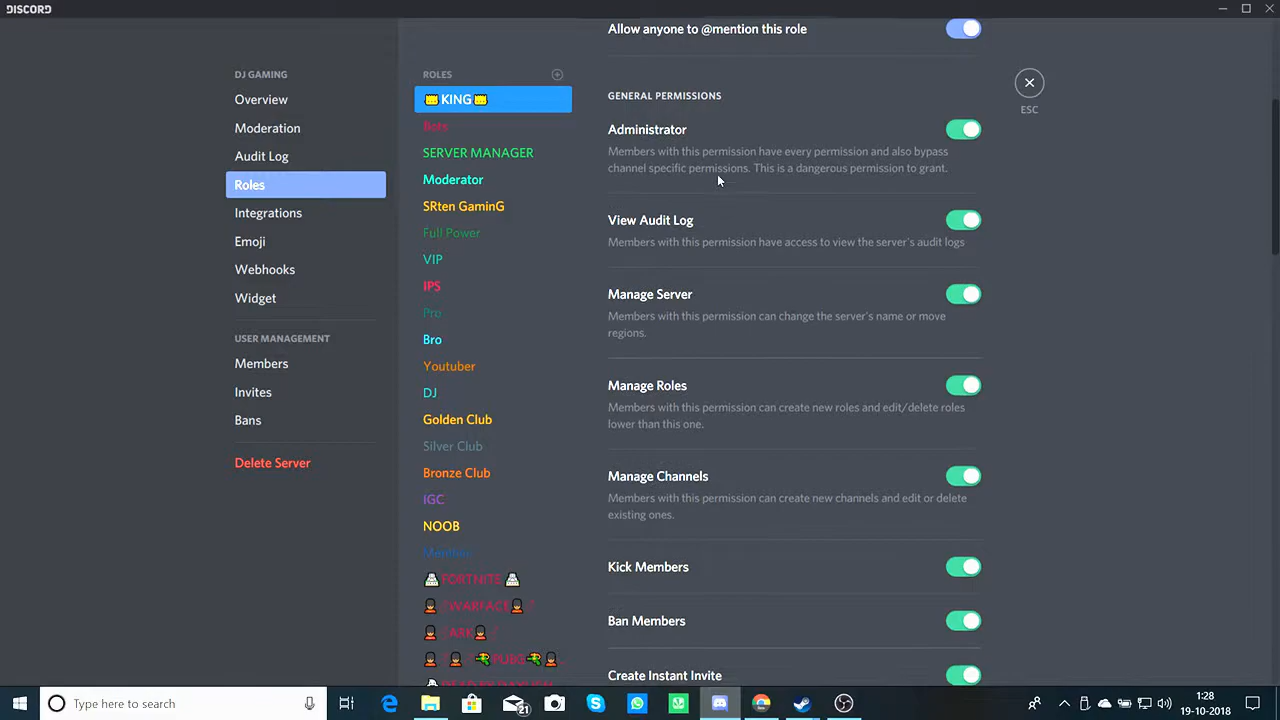 DISCORD
DJ GAMING
Overview
Moderation
Audit Log
Roles
Integrations
Emoji
Webhooks
Widget
USER MANAGEMENT
Members
Invites
Bans
Delete Server
ROLES
KING
Bots
SERVER MANAGER
Moderator
SRten GaminG
Full Power
VIP
IPS
Pro
Bro
Youtuber
DJ
Golden Club
Silver Club
Bronze Club
IGC
NOOB
Member
FORTNITE
WARFACE
ARK
PUBG
Allow anyone to @mention this role
GENERAL PERMISSIONS
Administrator
Members with this permission have every permission and also bypass
channel specific permissions. This is a dangerous permission to grant.
View Audit Log
Members with this permission have access to view the server's audit logs
Manage Server
Members with this permission can change the server's name or move
regions.
Manage Roles
Members with this permission can create new roles and edit/delete roles
lower than this one.
Manage Channels
Members with this permission can create new channels and edit or delete
existing ones.
Kick Members
Ban Members
Create Instant Invite
ESC
Type here to search
21
1:28
19-10-2018